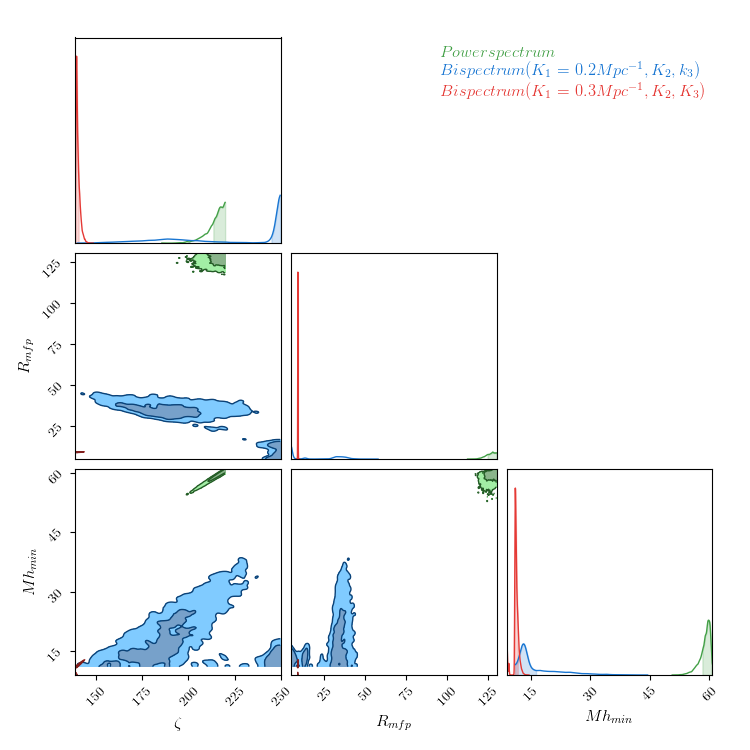 Powerspectrum
Bispectrum(K₁ = 0.2Mpc⁻¹, K₂, k₃)
Bispectrum(K₁ = 0.3Mpc⁻¹, K₂, K₃)
125
100
75
50
25
R_mfp
60
45
30
15
Mh_min
150 175 200 225 250
ζ
25 50 75 100 125
R_mfp
15 30 45 60
Mh_min